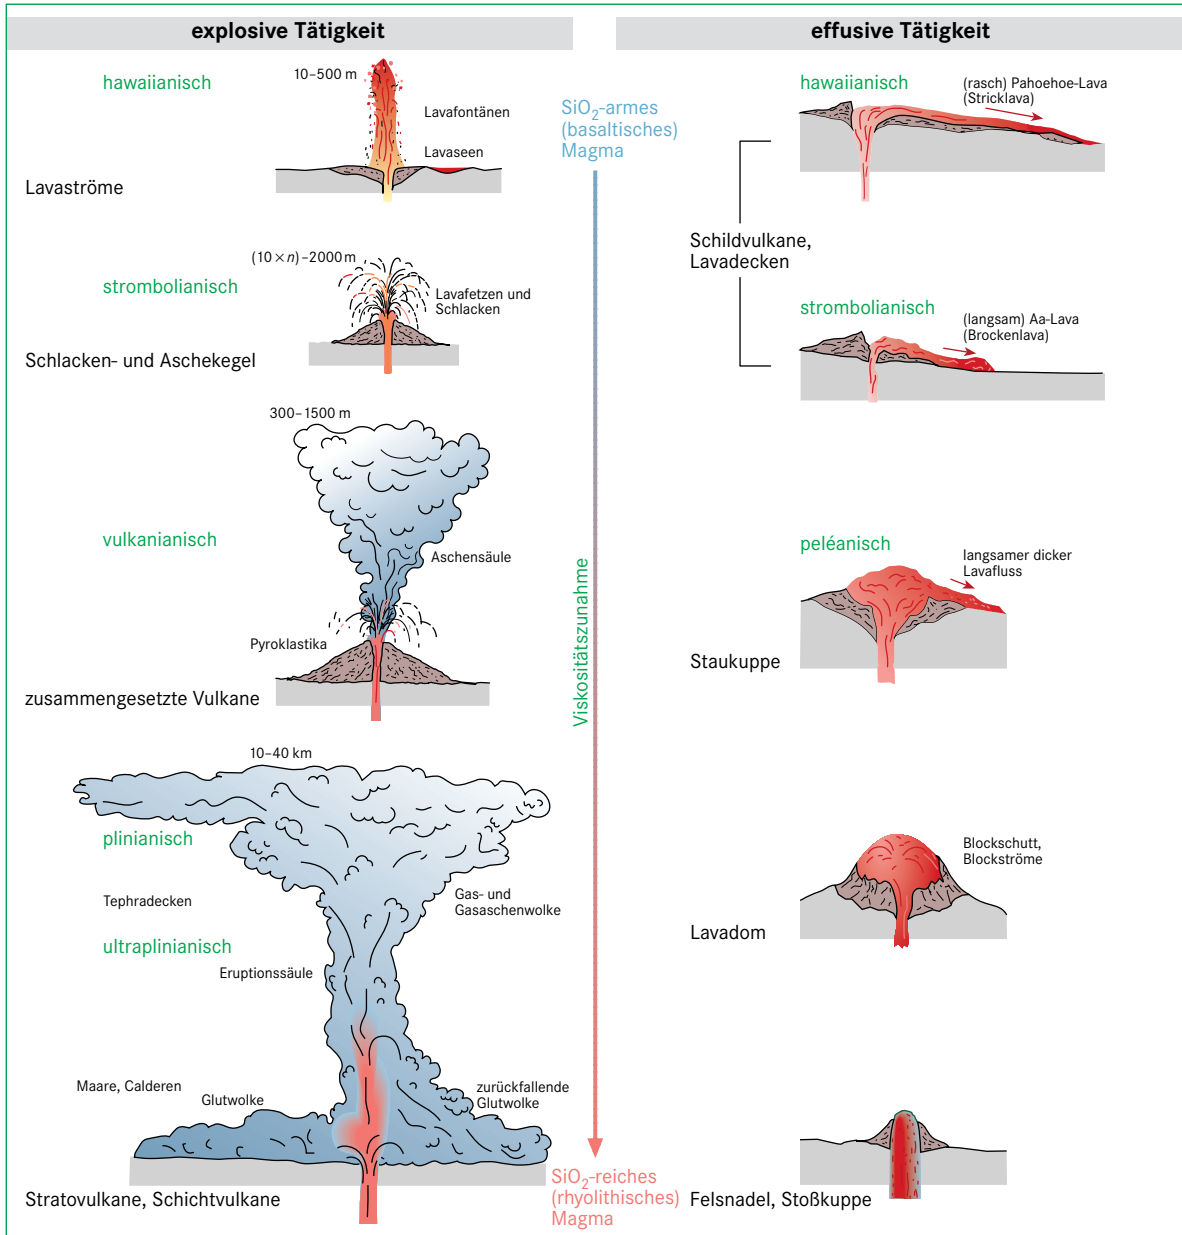 explosive Tätigkeit
hawaiianisch
10–500 m
Lavafontänen
Lavaseen
Lavaströme
(10 × n)–2000 m
strombolianisch
Lavafetzen und
Schlacken
Schlacken- und Aschekegel
300–1500 m
vulkanianisch
Aschensäule
Pyroklastika
zusammengesetzte Vulkane
10–40 km
plinianisch
Tephradecken
Gas- und
Gasaschenwolke
ultraplinianisch
Eruptionssäule
Maare, Calderen
Glutwolke
zurückfallende
Glutwolke
Stratovulkane, Schichtvulkane
SiO₂-armes
(basaltisches)
Magma
Viskositätszunahme
SiO₂-reiches
(rhyolithisches)
Magma
effusive Tätigkeit
hawaiianisch
(rasch) Pahoehoe-Lava
(Stricklava)
Schildvulkane,
Lavadecken
strombolianisch
(langsam) Aa-Lava
(Brockenlava)
peléanisch
langsamer dicker
Lavafluss
Staukuppe
Blockschutt,
Blockströme
Lavadom
Felsnadel, Stoßkuppe